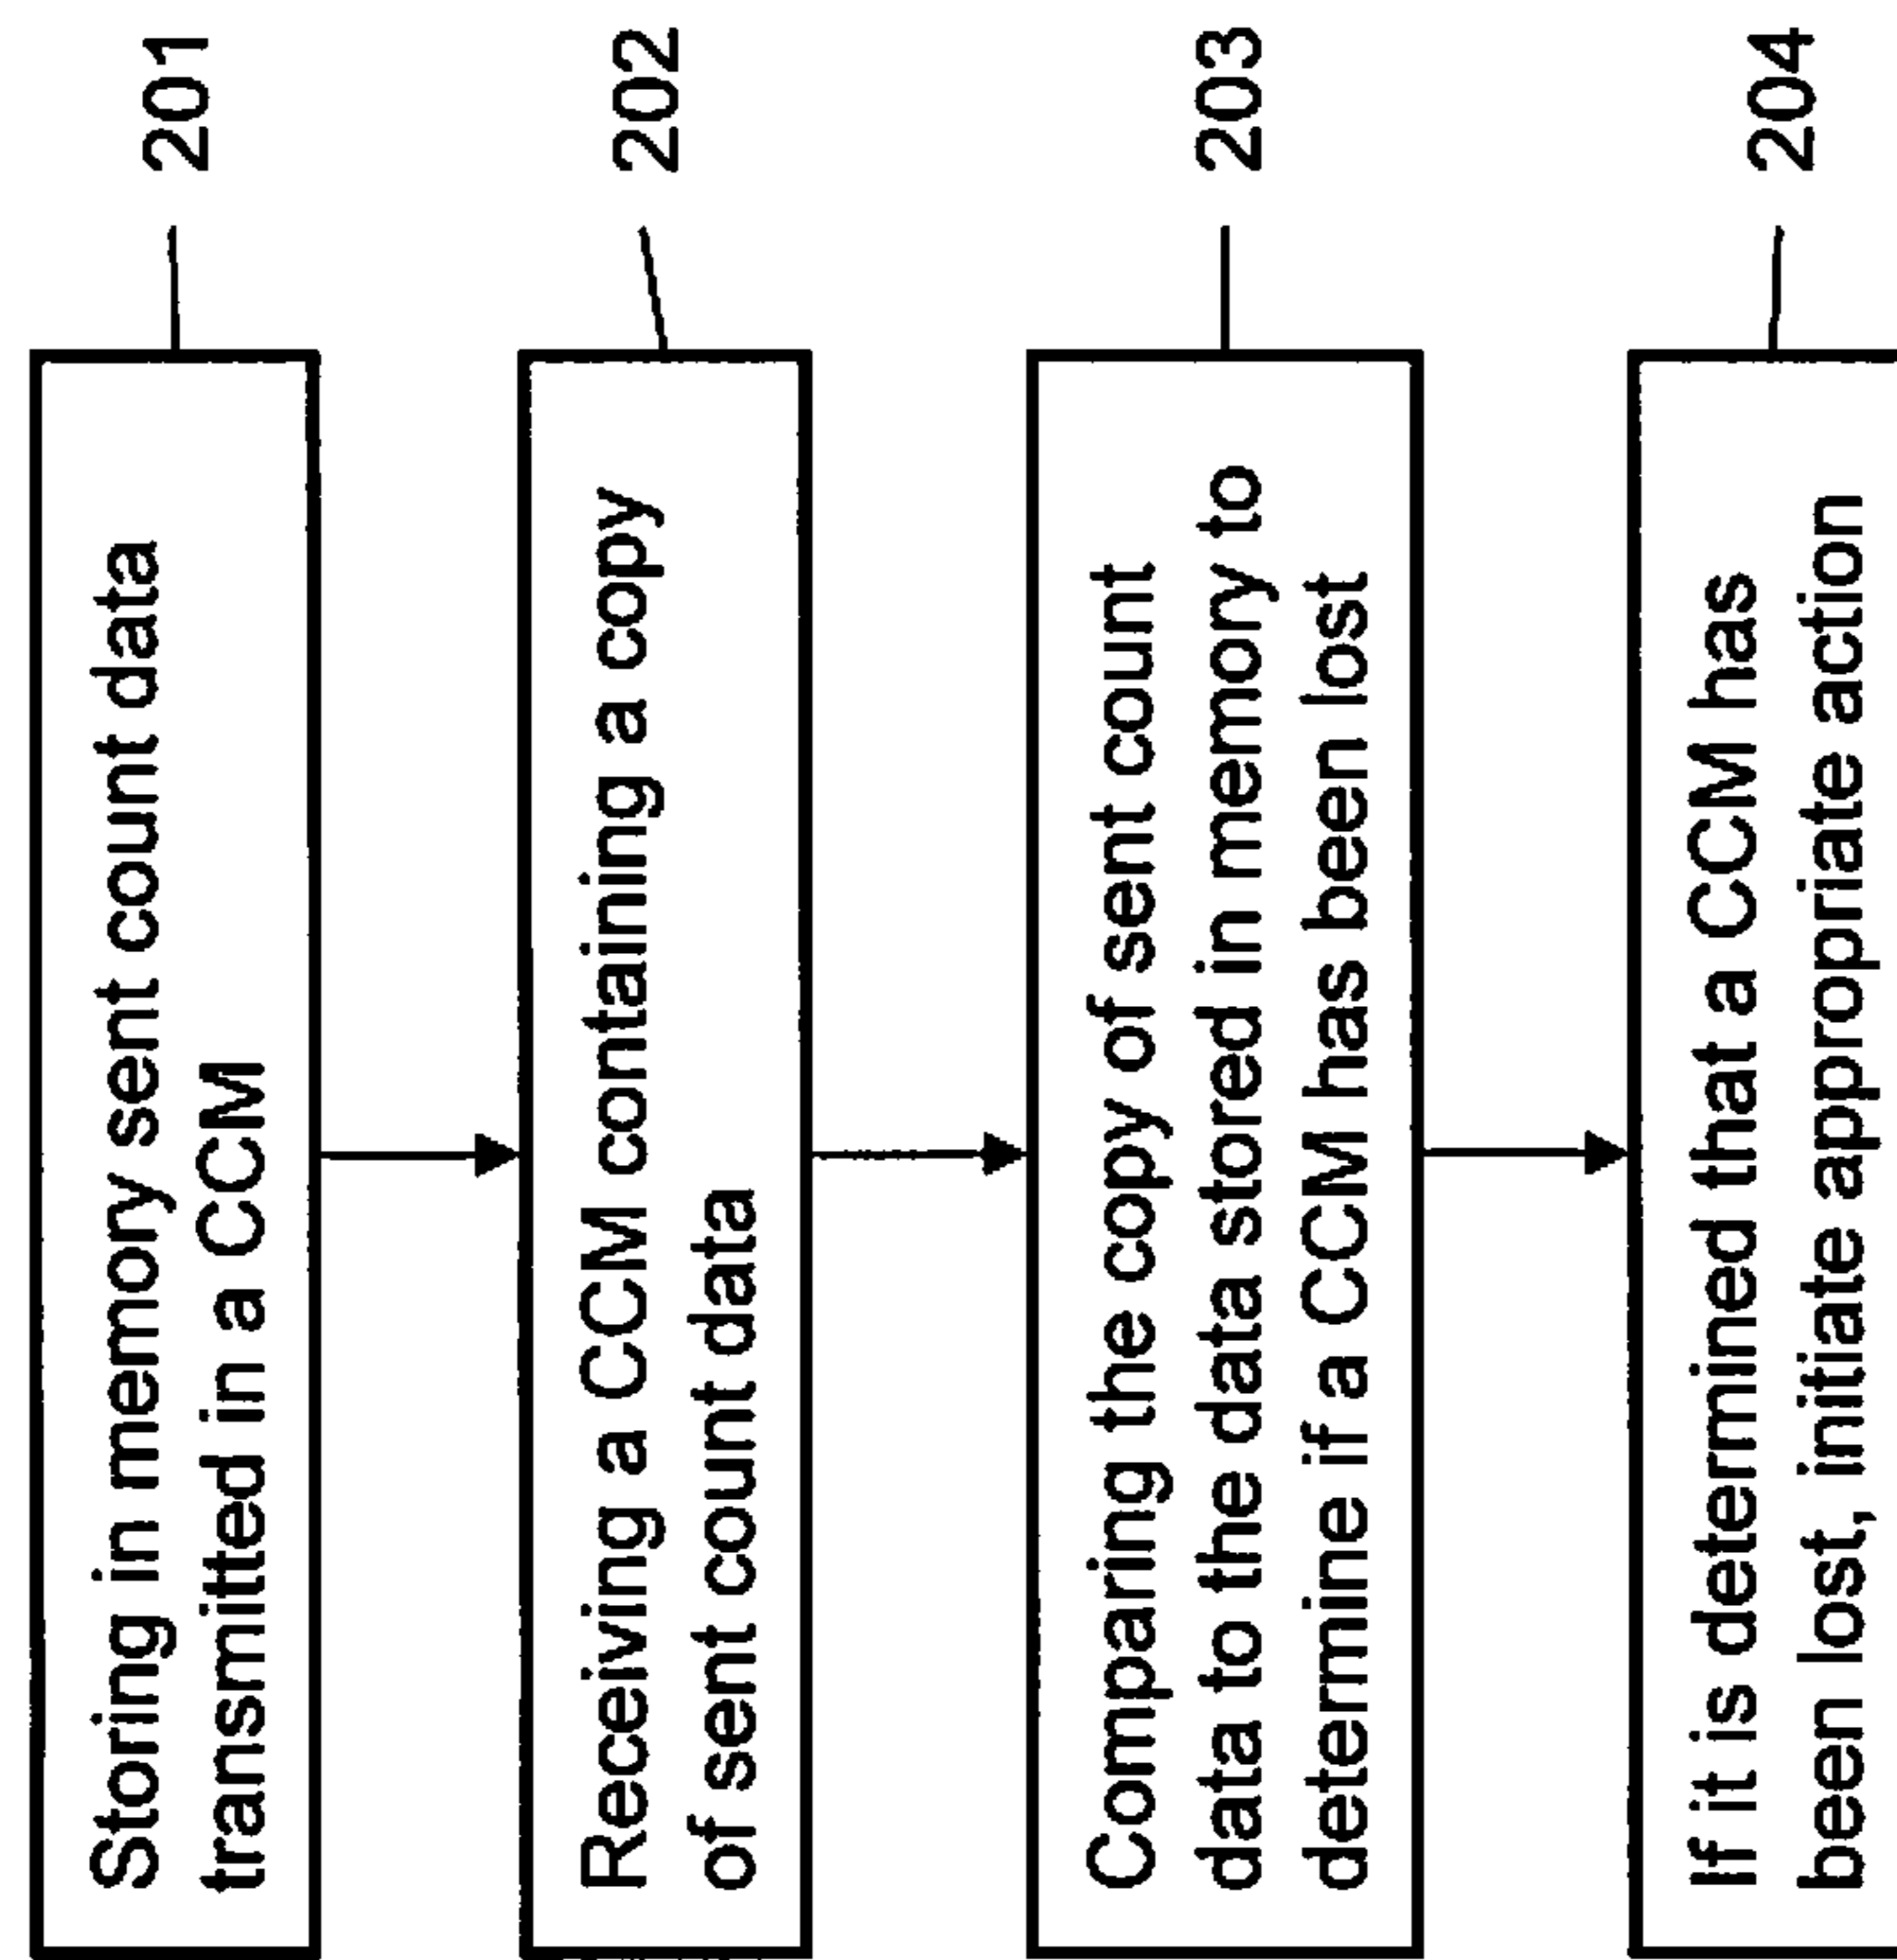 Storing in memory sent count data
transmitted in a CCM
201
Receiving a CCM containing a copy
of sent count data
202
Comparing the copy of sent count
data to the data stored in memory to
determine if a CCM has been lost
203
If it is determined that a CCM has
been lost, initiate appropriate action
204